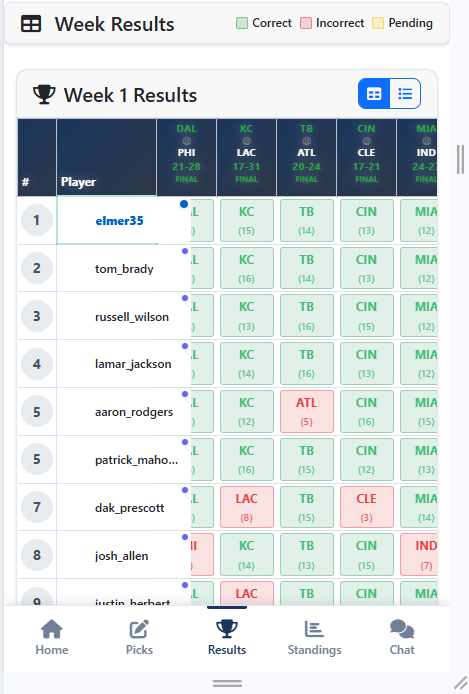 Week Results
Correct Incorrect Pending
Week 1 Results
# Player
DAL @ PHI 21-28 FINAL
KC @ LAC 17-31 FINAL
TB @ ATL 20-24 FINAL
CIN @ CLE 17-21 FINAL
MIA @ IND 24-27 FINAL
1 elmer35 KC (15) TB (14) CIN (13) MIA (12)
2 tom_brady KC (16) TB (14) CIN (13) MIA (12)
3 russell_wilson KC (13) TB (16) CIN (15) MIA (12)
4 lamar_jackson KC (14) TB (16) CIN (13) MIA (12)
5 aaron_rodgers KC (12) ATL (5) CIN (16) MIA (15)
5 patrick_maho... KC (16) TB (15) CIN (12) MIA (13)
7 dak_prescott LAC (8) TB (15) CLE (3) MIA (14)
8 josh_allen KC (14) TB (13) CIN (15) IND (7)
9 justin_herbert LAC TB CIN MIA
Home Picks Results Standings Chat